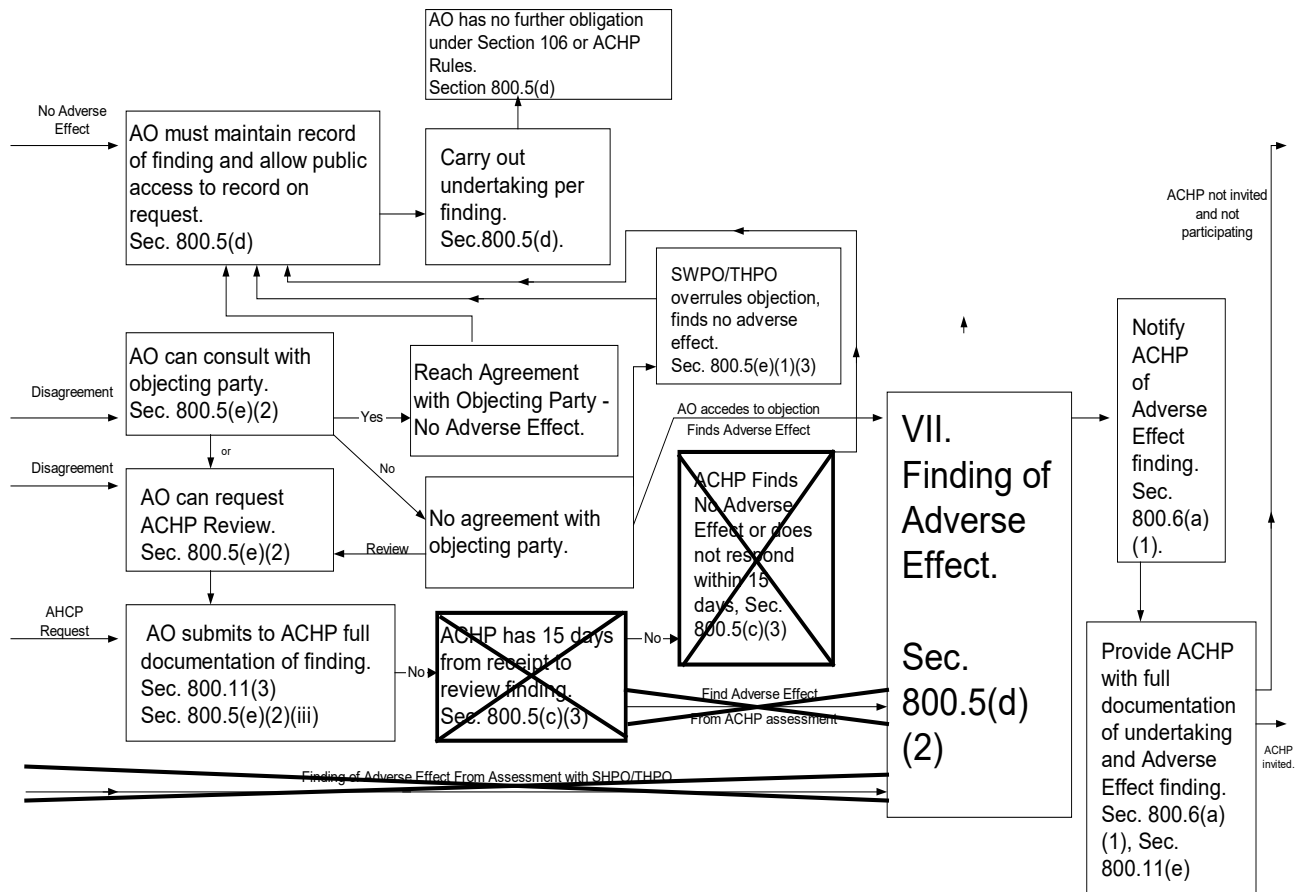 AO has no further obligation
under Section 106 or ACHP
Rules.
Section 800.5(d)
No Adverse
Effect
AO must maintain record
of finding and allow public
access to record on
request.
Sec. 800.5(d)
Carry out
undertaking per
finding.
Sec.800.5(d).
ACHP not invited
and not
participating
SWPO/THPO
overrules objection,
finds no adverse
effect.
Sec. 800.5(e)(1)(3)
Notify
ACHP
of
Adverse
Effect
finding.
Sec.
800.6(a)
(1).
Disagreement
AO can consult with
objecting party.
Sec. 800.5(e)(2)
Yes
Reach Agreement
with Objecting Party -
No Adverse Effect.
AO accedes to objection
Finds Adverse Effect
or
No
Disagreement
AO can request
ACHP Review.
Sec. 800.5(e)(2)
Review
No agreement with
objecting party.
ACHP Finds
No Adverse
Effect or does
not respond
within 15
days, Sec.
800.5(c)(3)
VII.
Finding of
Adverse
Effect.
Sec.
800.5(d)
(2)
AHCP
Request
AO submits to ACHP full
documentation of finding.
Sec. 800.11(3)
Sec. 800.5(e)(2)(iii)
No
ACHP has 15 days
from receipt to
review finding.
Sec. 800.5(c)(3)
No
Find Adverse Effect
From ACHP assessment
Provide ACHP
with full
documentation
of undertaking
and Adverse
Effect finding.
Sec. 800.6(a)
(1), Sec.
800.11(e)
ACHP
invited.
Finding of Adverse Effect From Assessment with SHPO/THPO